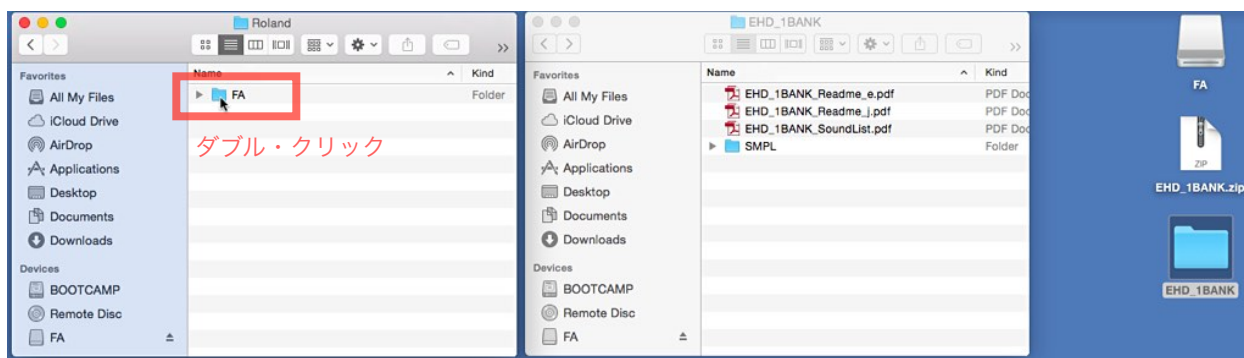 Roland
Favorites
All My Files
iCloud Drive
AirDrop
Applications
Desktop
Documents
Downloads
Devices
BOOTCAMP
Remote Disc
FA
Name
Kind
FA
Folder
ダブル・クリック
EHD_1BANK
Favorites
All My Files
iCloud Drive
AirDrop
Applications
Desktop
Documents
Downloads
Devices
BOOTCAMP
Remote Disc
FA
Name
Kind
EHD_1BANK_Readme_e.pdf
PDF Doc
EHD_1BANK_Readme_j.pdf
PDF Doc
EHD_1BANK_SoundList.pdf
PDF Doc
SMPL
Folder
FA
ZIP
EHD_1BANK.zip
EHD_1BANK